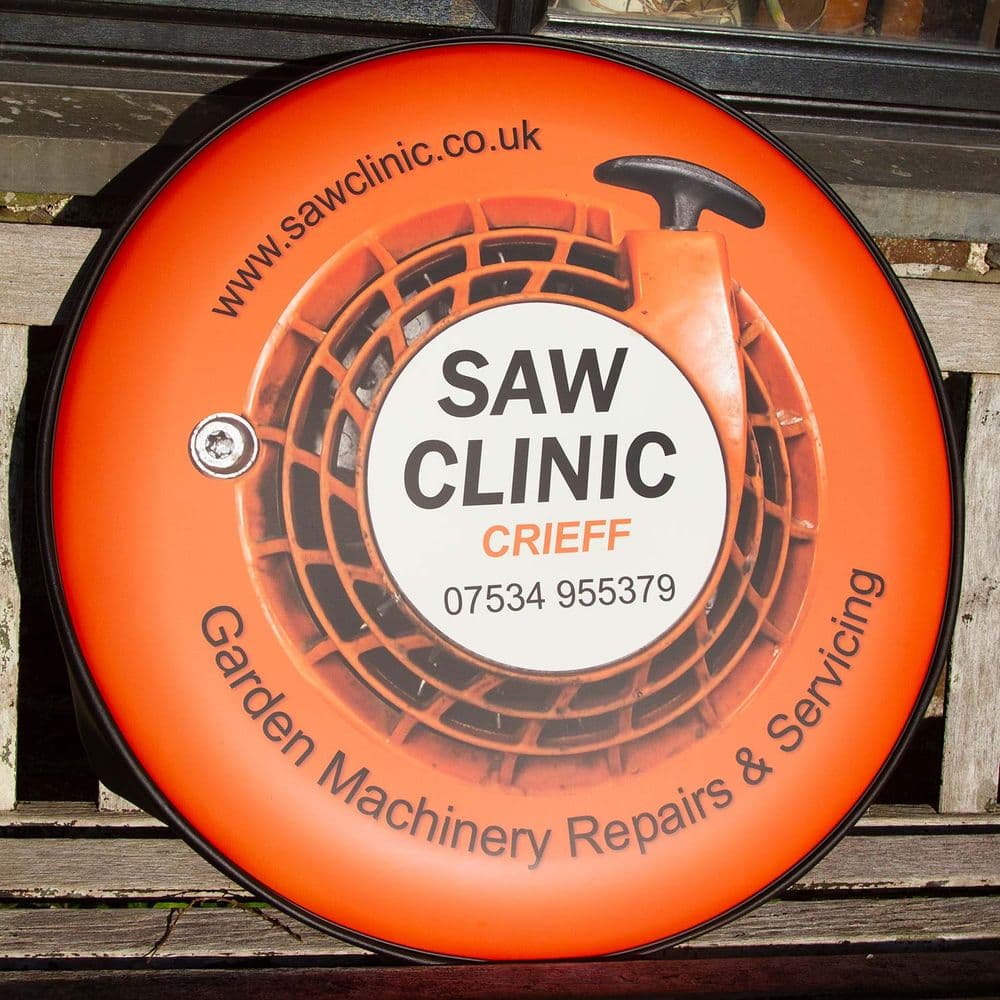 www.sawclinic.co.uk
SAW
CLINIC
CRIEFF
07534 955379
Garden Machinery Repairs & Servicing